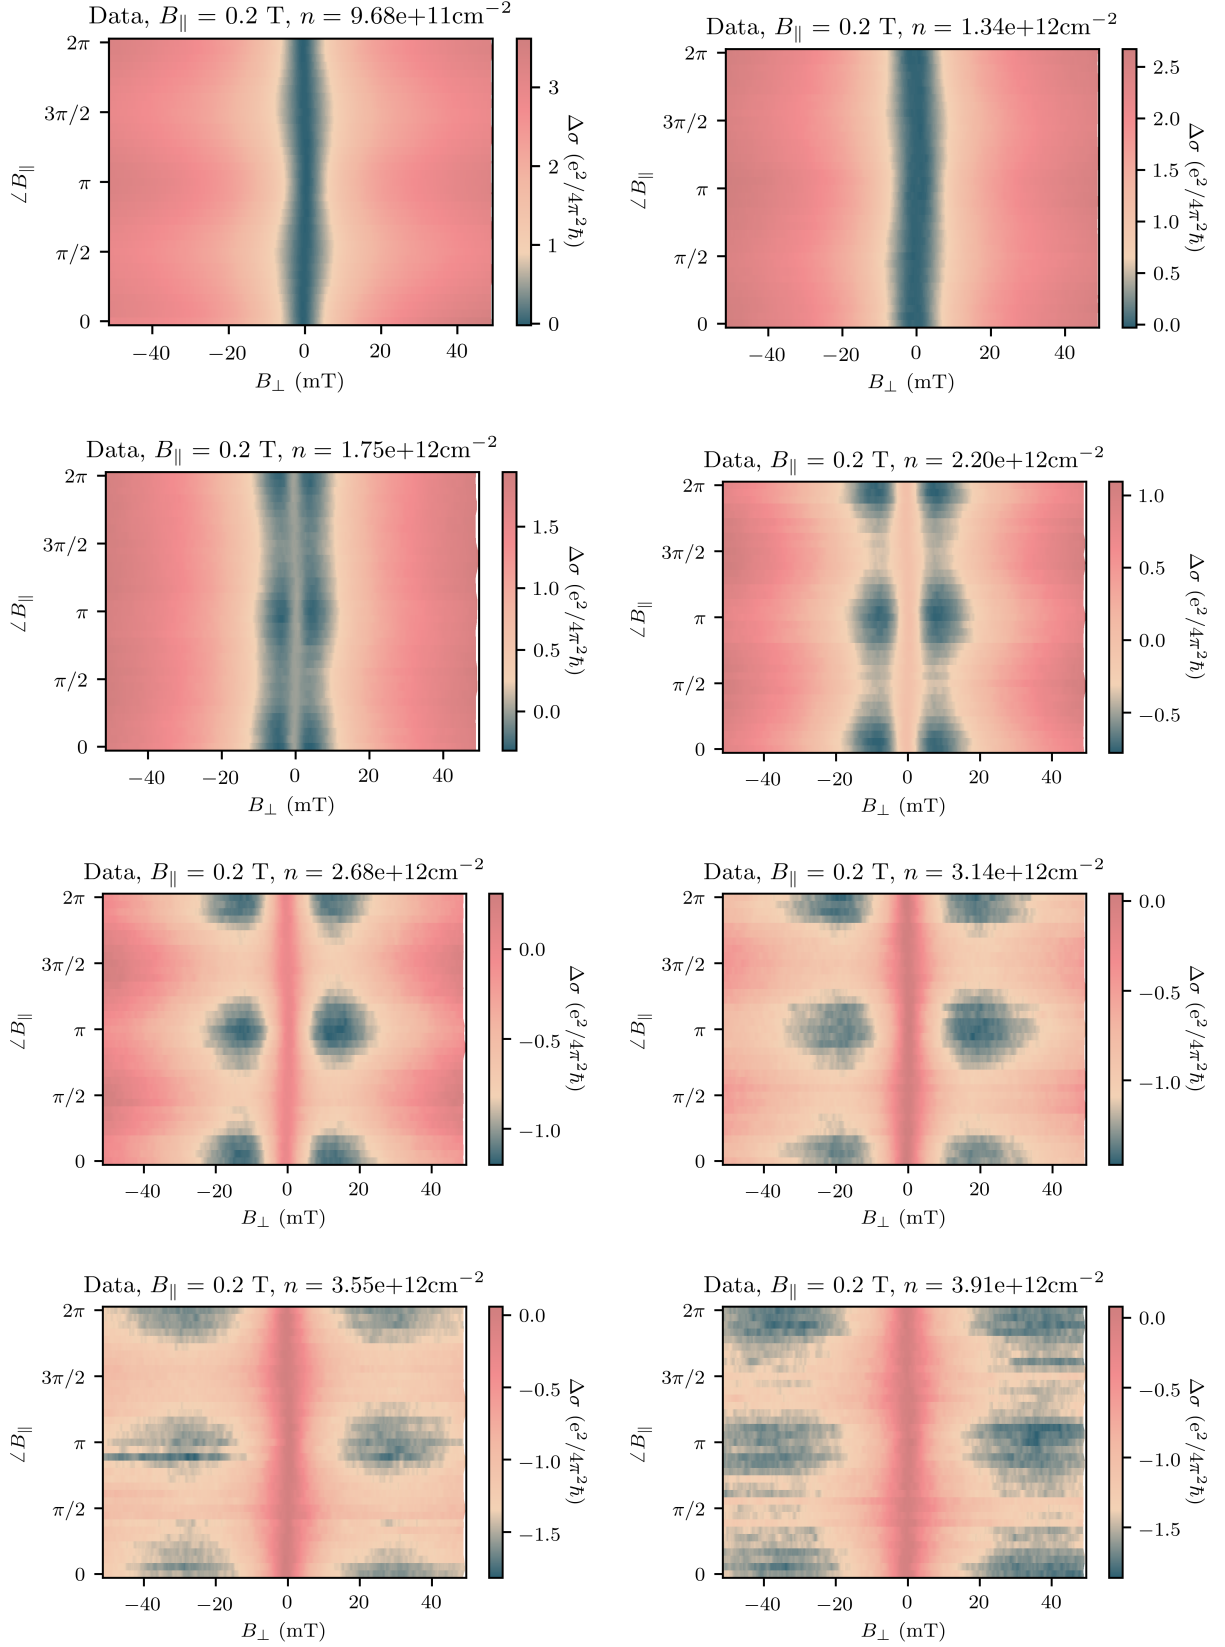 Data, B∥ = 0.2 T, n = 9.68e+11cm⁻²
2π
3π/2
π
π/2
0
∠B∥
−40 −20 0 20 40
B⊥ (mT)
3
2
1
0
Δσ (e²/4π²ħ)
Data, B∥ = 0.2 T, n = 1.34e+12cm⁻²
2π
3π/2
π
π/2
0
∠B∥
−40 −20 0 20 40
B⊥ (mT)
2.5
2.0
1.5
1.0
0.5
0.0
Δσ (e²/4π²ħ)
Data, B∥ = 0.2 T, n = 1.75e+12cm⁻²
2π
3π/2
π
π/2
0
∠B∥
−40 −20 0 20 40
B⊥ (mT)
1.5
1.0
0.5
0.0
Δσ (e²/4π²ħ)
Data, B∥ = 0.2 T, n = 2.20e+12cm⁻²
2π
3π/2
π
π/2
0
∠B∥
−40 −20 0 20 40
B⊥ (mT)
1.0
0.5
0.0
−0.5
Δσ (e²/4π²ħ)
Data, B∥ = 0.2 T, n = 2.68e+12cm⁻²
2π
3π/2
π
π/2
0
∠B∥
−40 −20 0 20 40
B⊥ (mT)
0.0
−0.5
−1.0
Δσ (e²/4π²ħ)
Data, B∥ = 0.2 T, n = 3.14e+12cm⁻²
2π
3π/2
π
π/2
0
∠B∥
−40 −20 0 20 40
B⊥ (mT)
0.0
−0.5
−1.0
Δσ (e²/4π²ħ)
Data, B∥ = 0.2 T, n = 3.55e+12cm⁻²
2π
3π/2
π
π/2
0
∠B∥
−40 −20 0 20 40
B⊥ (mT)
0.0
−0.5
−1.0
−1.5
Δσ (e²/4π²ħ)
Data, B∥ = 0.2 T, n = 3.91e+12cm⁻²
2π
3π/2
π
π/2
0
∠B∥
−40 −20 0 20 40
B⊥ (mT)
0.0
−0.5
−1.0
−1.5
Δσ (e²/4π²ħ)